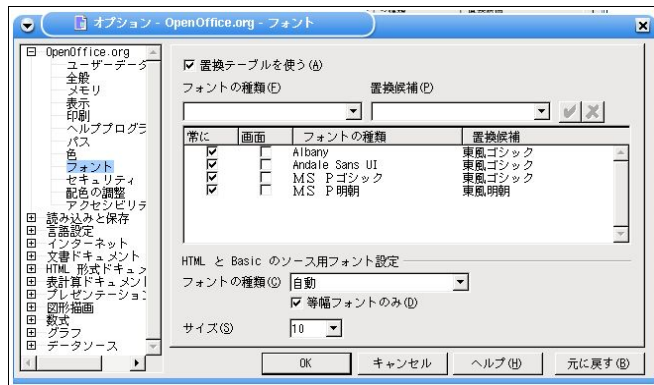 オプション - OpenOffice.org - フォント
OpenOffice.org
ユーザーデータ
全般
メモリ
表示
印刷
ヘルププログラ
パス
色
フォント
セキュリティ
配色の調整
アクセシビリテ
読み込みと保存
言語設定
インターネット
文書ドキュメント
HTML 形式ドキュメ
表計算ドキュメント
プレゼンテーション
図形描画
数式
グラフ
データソース
置換テーブルを使う(A)
フォントの種類(F) 置換候補(P)
常に 画面 フォントの種類 置換候補
Albany 東風ゴシック
Andale Sans UI 東風ゴシック
MS Pゴシック 東風ゴシック
MS P明朝 東風明朝
HTML と Basic のソース用フォント設定
フォントの種類(C) 自動
等幅フォントのみ(D)
サイズ(S) 10
OK キャンセル ヘルプ(H) 元に戻す(B)